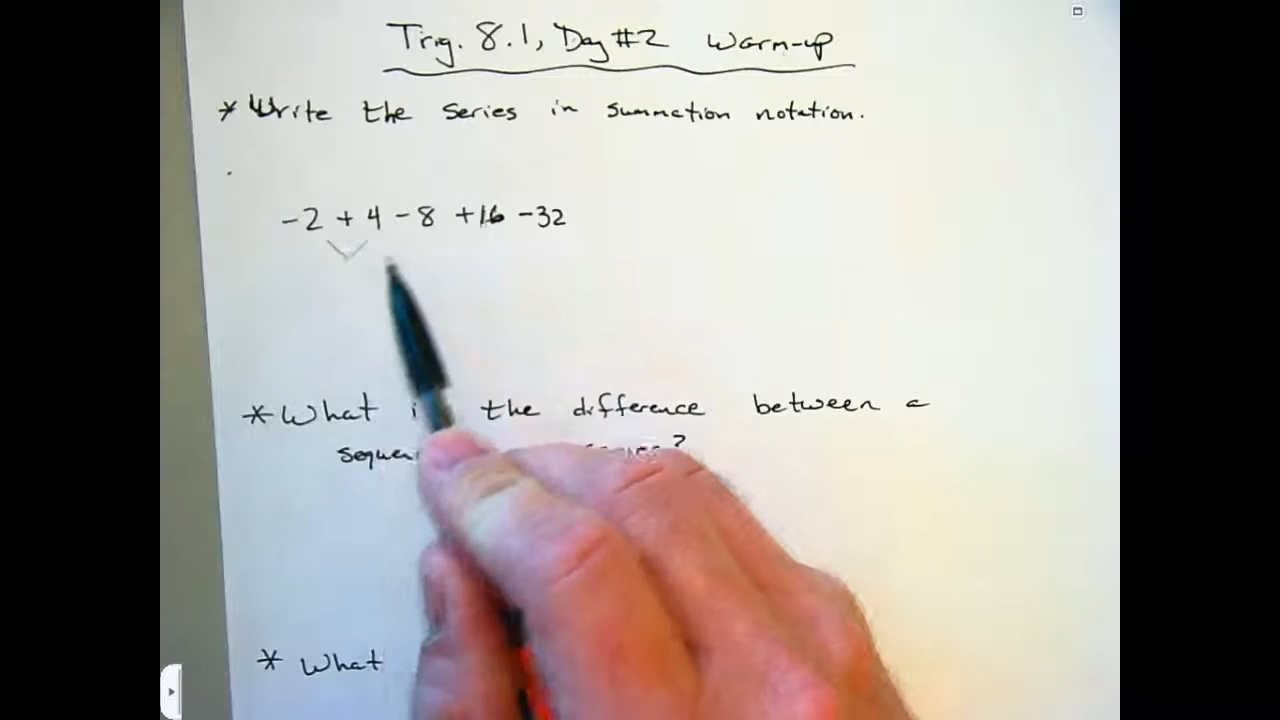 Trig. 8.1, Day #2 Warm-up
* Write the series in summation notation.
-2 + 4 - 8 + 16 - 32
* What the difference between a
?
* What